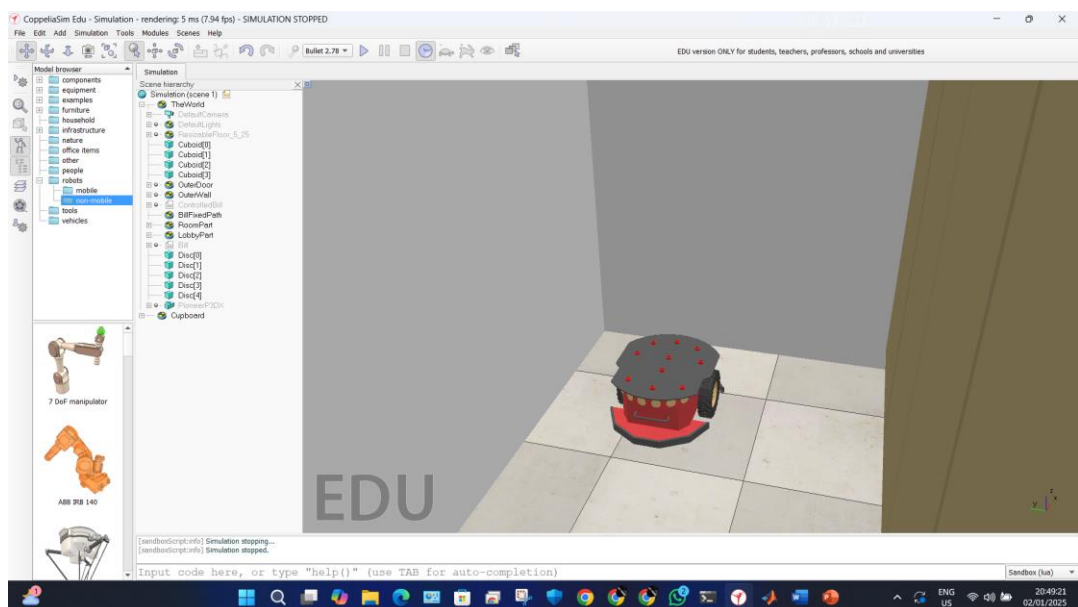 CoppeliaSim Edu - Simulation - rendering: 5 ms (7.94 fps) - SIMULATION STOPPED
File Edit Add Simulation Tools Modules Scenes Help
Bullet 2.78
EDU version ONLY for students, teachers, professors, schools and universities
Model browser
components
equipment
examples
furniture
household
infrastructure
nature
office items
other
people
robots
mobile
non-mobile
tools
vehicles
7 DoF manipulator
ABB IRB 140
Simulation
Scene hierarchy
Simulation (scene 1)
TheWorld
DefaultCamera
DefaultLights
ResizableFloor_5_25
Cuboid[0]
Cuboid[1]
Cuboid[2]
Cuboid[3]
OuterDoor
OuterWall
ControlledBill
BillFixedPath
RoomPart
LobbyPart
Bill
Disc[0]
Disc[1]
Disc[2]
Disc[3]
Disc[4]
PioneerP3DX
Cupboard
EDU
z
y x
[sandboxScript:info] Simulation stopping...
[sandboxScript:info] Simulation stopped.
Input code here, or type "help()" (use TAB for auto-completion)
Sandbox (lua)
ENG
US
20:49:21
02/01/2025